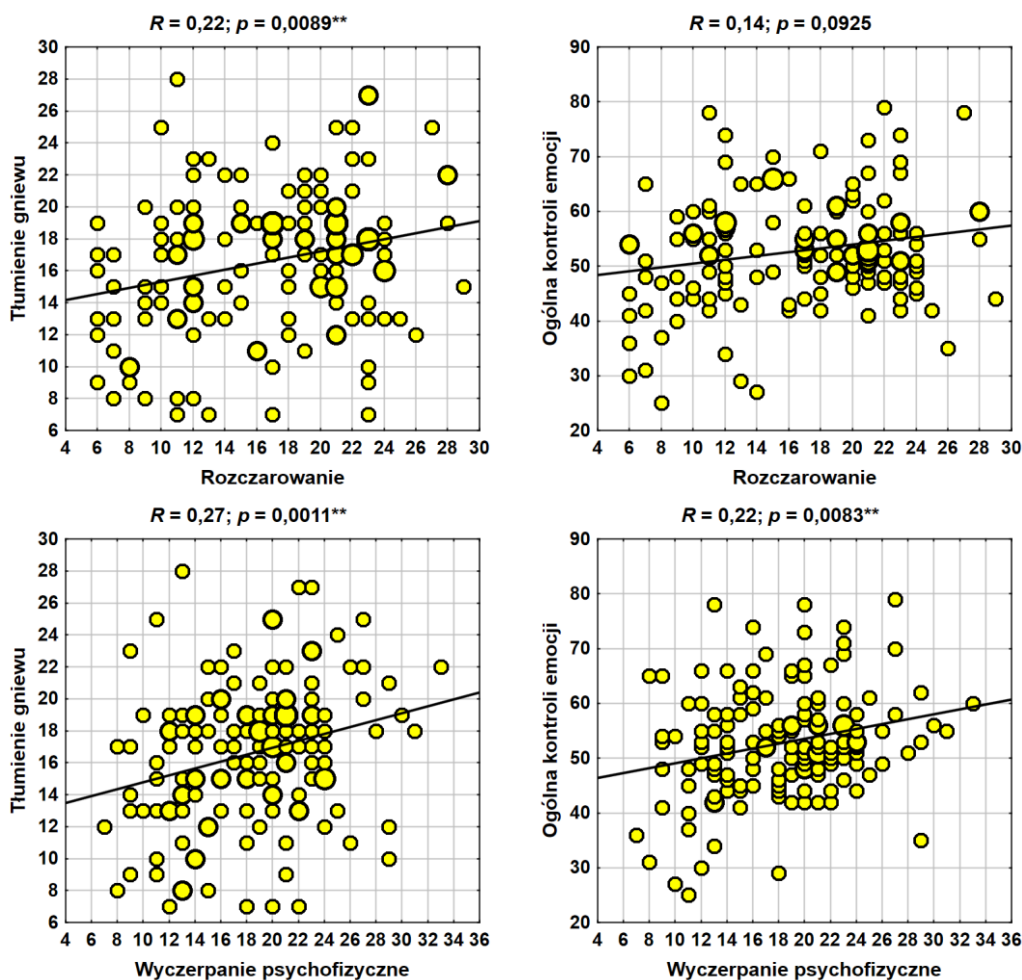 R = 0,22; p = 0,0089**
Tłumienie gniewu
30
28
26
24
22
20
18
16
14
12
10
8
6
4 6 8 10 12 14 16 18 20 22 24 26 28 30
Rozczarowanie
R = 0,14; p = 0,0925
Ogólna kontroli emocji
90
80
70
60
50
40
30
20
4 6 8 10 12 14 16 18 20 22 24 26 28 30
Rozczarowanie
R = 0,27; p = 0,0011**
Tłumienie gniewu
30
28
26
24
22
20
18
16
14
12
10
8
6
4 6 8 10 12 14 16 18 20 22 24 26 28 30 32 34 36
Wyczerpanie psychofizyczne
R = 0,22; p = 0,0083**
Ogólna kontroli emocji
90
80
70
60
50
40
30
20
4 6 8 10 12 14 16 18 20 22 24 26 28 30 32 34 36
Wyczerpanie psychofizyczne